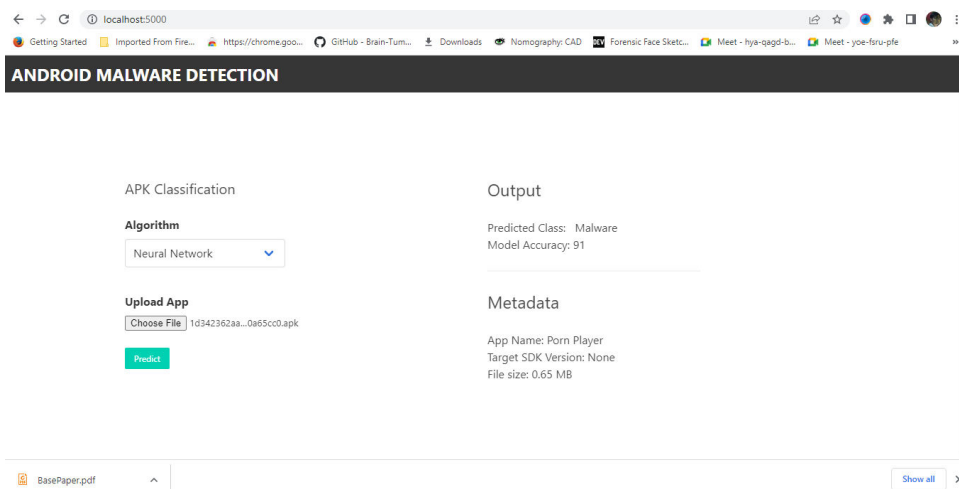 localhost:5000
Getting Started Imported From Fire... https://chrome.goo... GitHub - Brain-Tum... Downloads Nomography: CAD DEV Forensic Face Sketc... Meet - hya-qagd-b... Meet - yoe-fsru-pfe »
ANDROID MALWARE DETECTION
APK Classification
Algorithm
Neural Network
Upload App
Choose File 1d342362aa...0a65cc0.apk
Predict
Output
Predicted Class: Malware
Model Accuracy: 91
Metadata
App Name: Porn Player
Target SDK Version: None
File size: 0.65 MB
BasePaper.pdf
Show all